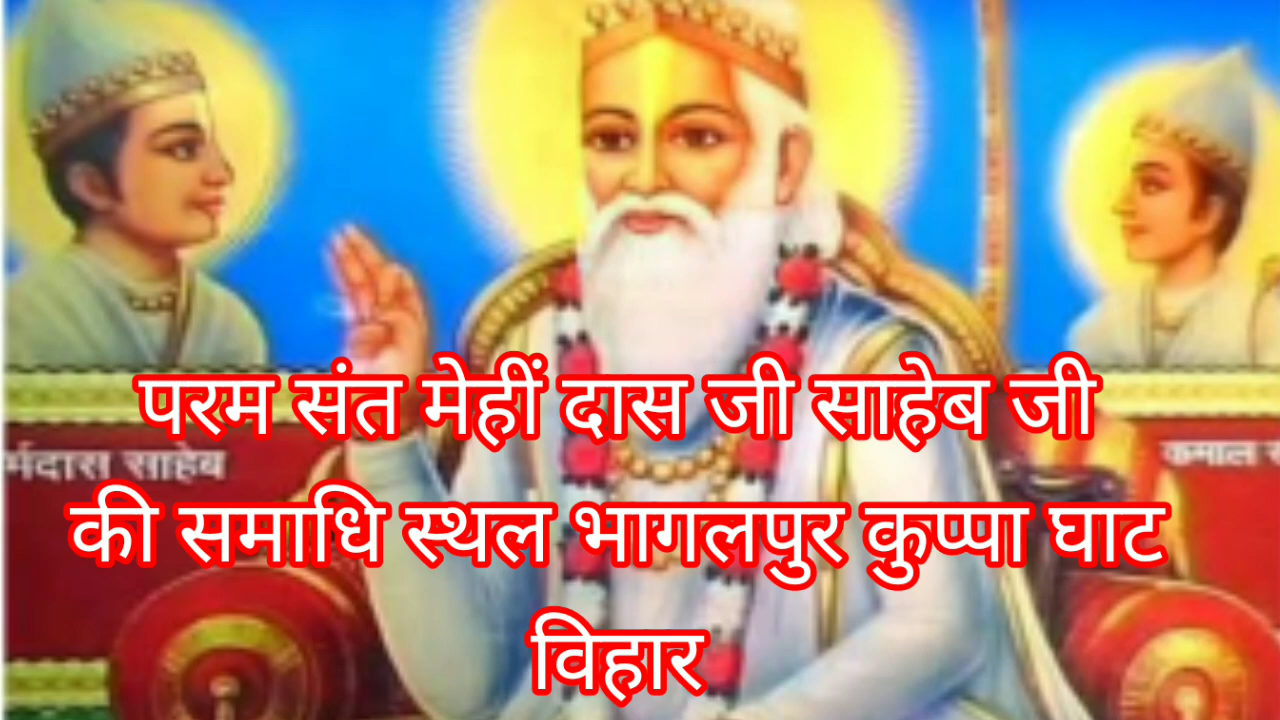 परम संत मेहीं दास जी साहेब जी
र्मदास साहेब
कमाल स
की समाधि स्थल भागलपुर कुप्पा घाट
विहार